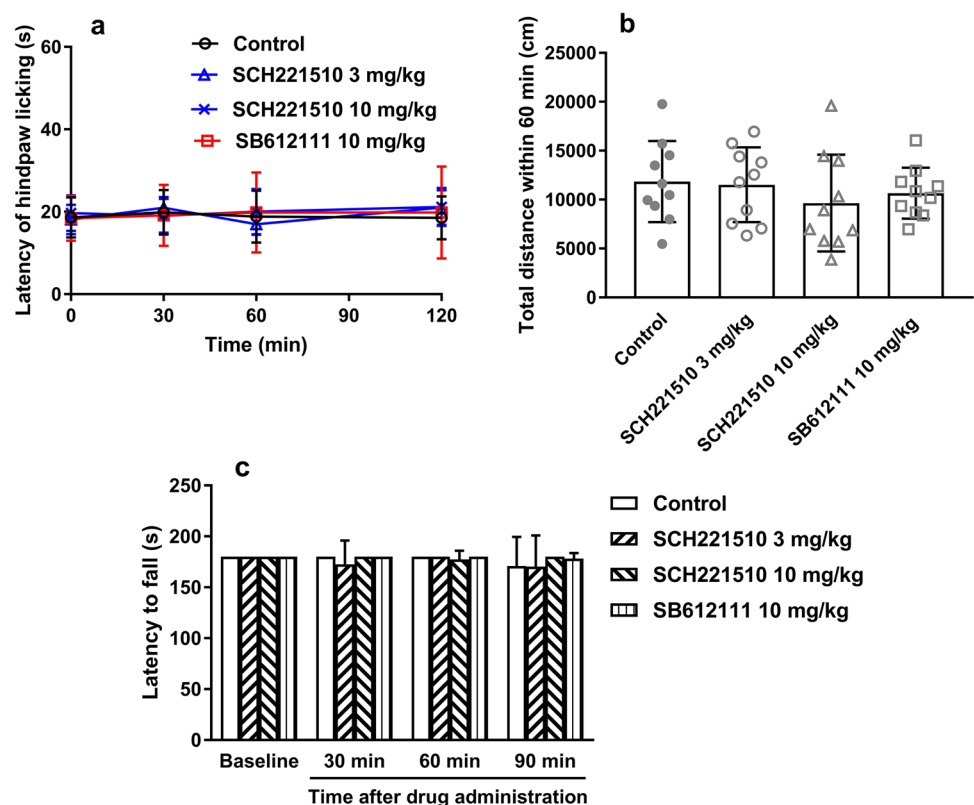 a
Latency of hindpaw licking (s)
60
40
20
0
0 30 60 90 120
Time (min)
Control
SCH221510 3 mg/kg
SCH221510 10 mg/kg
SB612111 10 mg/kg
b
Total distance within 60 min (cm)
25000
20000
15000
10000
5000
0
Control
SCH221510 3 mg/kg
SCH221510 10 mg/kg
SB612111 10 mg/kg
c
Latency to fall (s)
250
200
150
100
50
0
Baseline 30 min 60 min 90 min
Time after drug administration
Control
SCH221510 3 mg/kg
SCH221510 10 mg/kg
SB612111 10 mg/kg